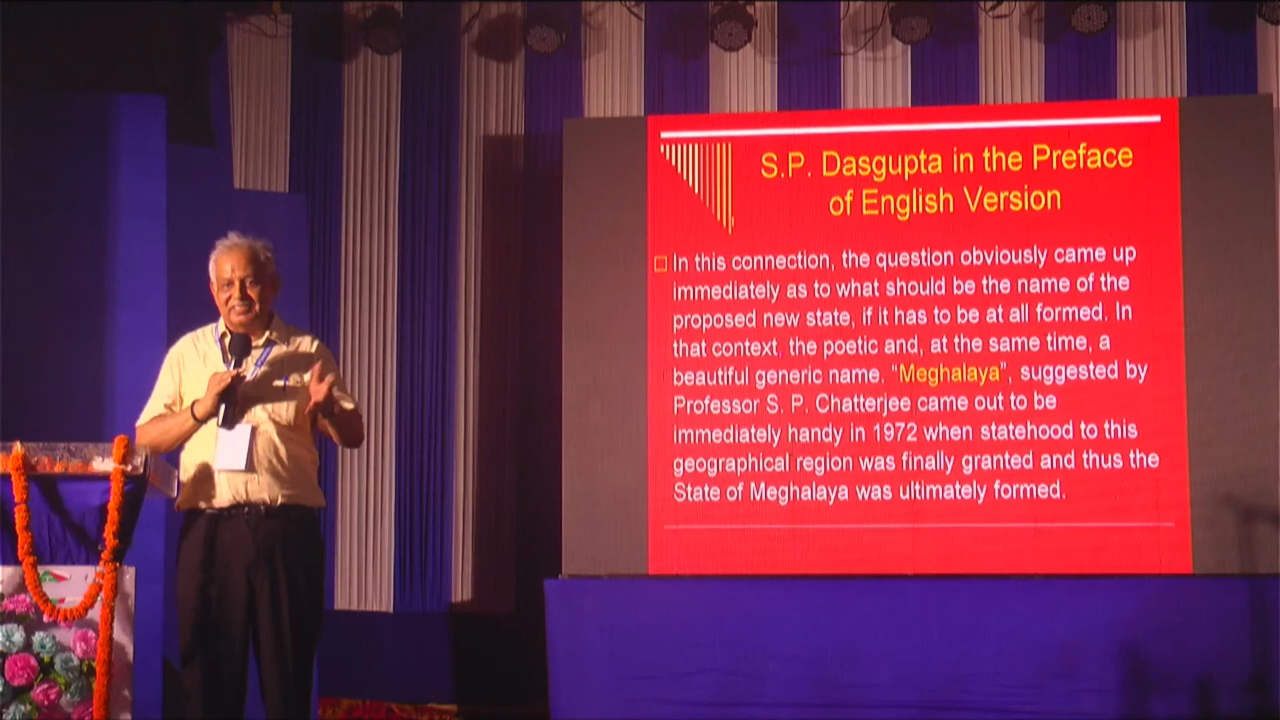 S.P. Dasgupta in the Preface
of English Version
In this connection, the question obviously came up
immediately as to what should be the name of the
proposed new state, if it has to be at all formed. In
that context, the poetic and, at the same time, a
beautiful generic name, “Meghalaya”, suggested by
Professor S. P. Chatterjee came out to be
immediately handy in 1972 when statehood to this
geographical region was finally granted and thus the
State of Meghalaya was ultimately formed.